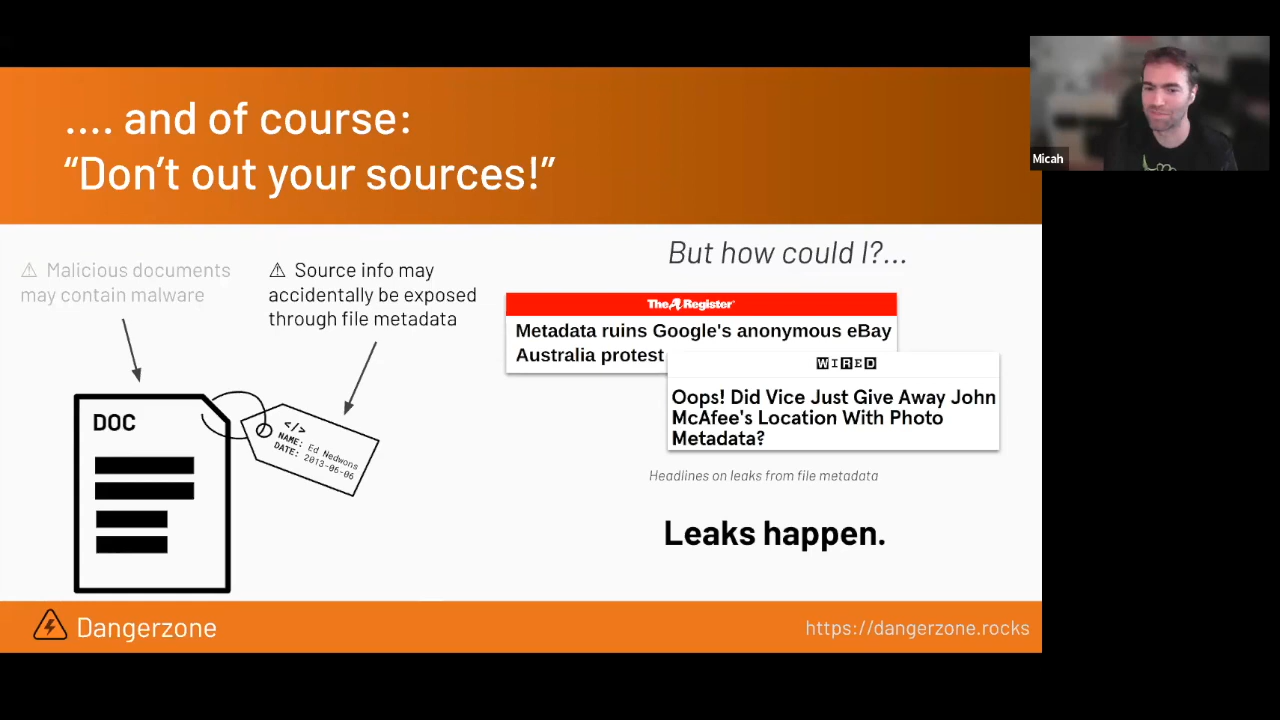 .... and of course:
“Don’t out your sources!”
⚠ Malicious documents
may contain malware
⚠ Source info may
accidentally be exposed
through file metadata
DOC
</>
NAME: Ed Nedwons
DATE: 2013-06-06
But how could I?...
The Register
Metadata ruins Google's anonymous eBay
Australia protest
WIRED
Oops! Did Vice Just Give Away John
McAfee's Location With Photo
Metadata?
Headlines on leaks from file metadata
Leaks happen.
Dangerzone
https://dangerzone.rocks
Micah